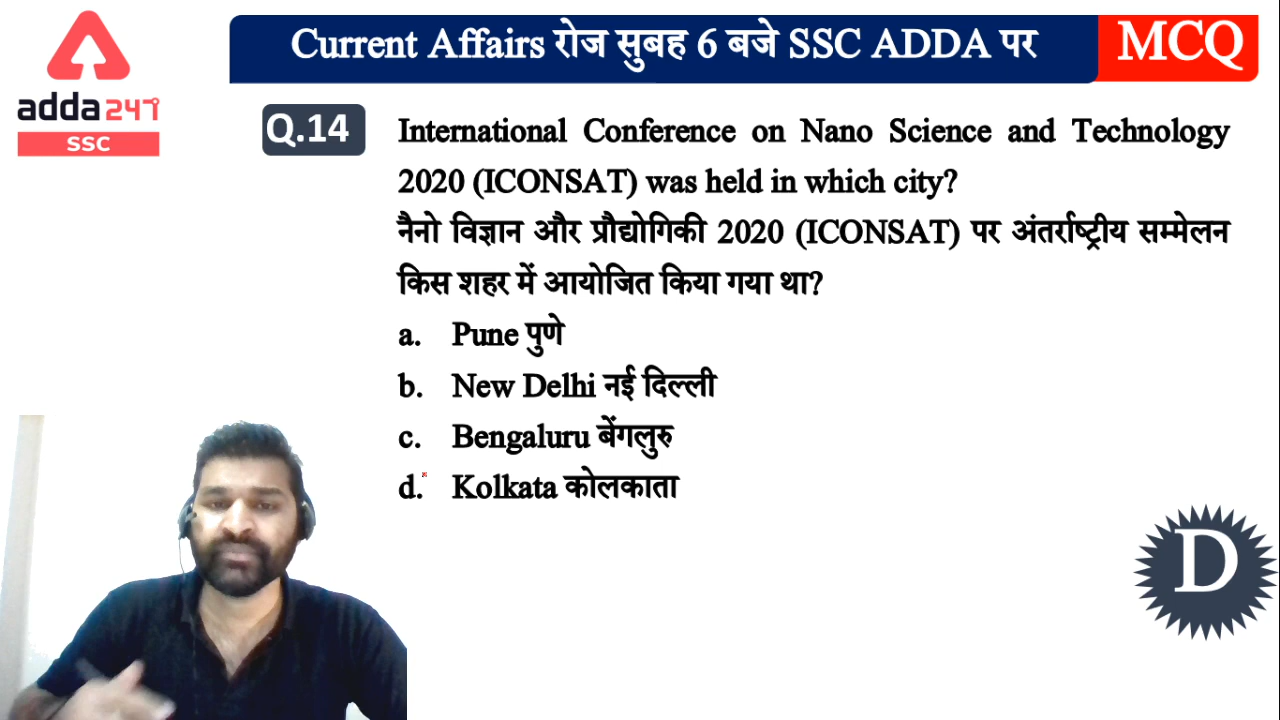 adda247
SSC
Current Affairs रोज सुबह 6 बजे SSC ADDA पर
MCQ
Q.14
International Conference on Nano Science and Technology
2020 (ICONSAT) was held in which city?
नैनो विज्ञान और प्रौद्योगिकी 2020 (ICONSAT) पर अंतर्राष्ट्रीय सम्मेलन
किस शहर में आयोजित किया गया था?
a. Pune पुणे
b. New Delhi नई दिल्ली
c. Bengaluru बेंगलुरु
d. Kolkata कोलकाता
D